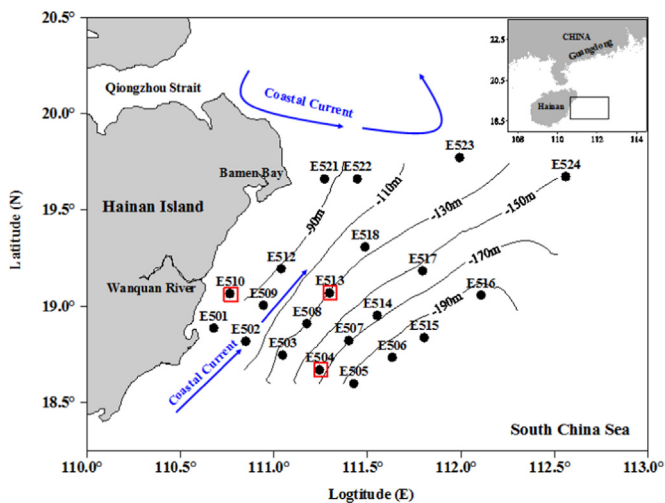 20.5°
20.0°
19.5°
19.0°
18.5°
Latitude (N)
110.0°
110.5°
111.0°
111.5°
112.0°
112.5°
113.0°
Logtitude (E)
Qiongzhou Strait
Coastal Current
CHINA
Guangdong
Hainan
22.5°
20.5°
18.5°
108
110
112
114
E523
E521
E522
E524
Bamen Bay
Hainan Island
-90m
-110m
-130m
-150m
-170m
-190m
E518
E512
E517
Wanquan River
E510
E513
E516
E509
E501
E508
E514
E502
E507
E515
E503
E506
E504
E505
Coastal Current
South China Sea